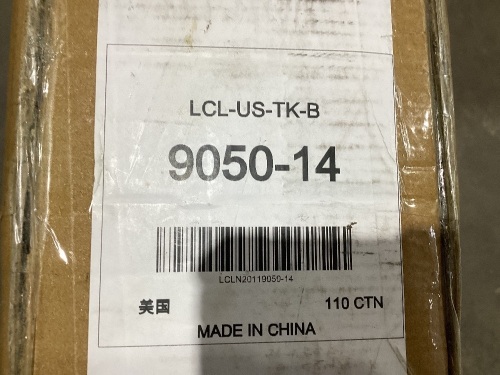 LCL-US-TK-B
9050-14
LCLN20119050-14
美国 110 CTN
MADE IN CHINA